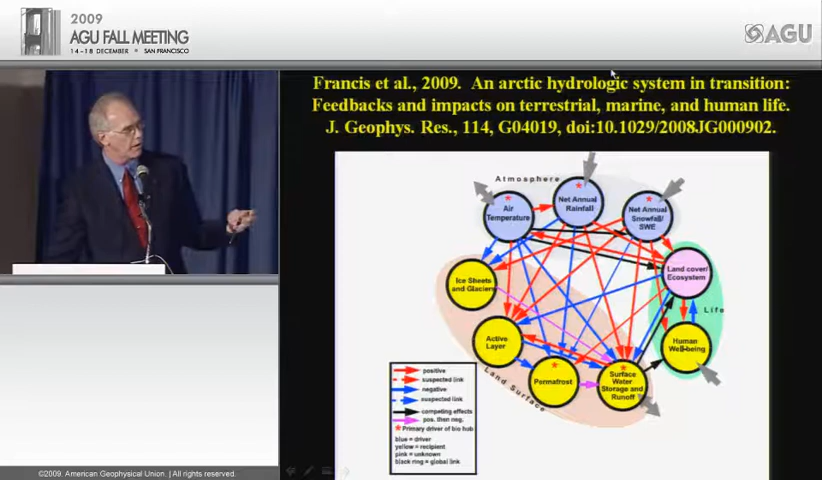 2009
AGU FALL MEETING
14-18 DECEMBER SAN FRANCISCO
AGU
Francis et al., 2009. An arctic hydrologic system in transition:
Feedbacks and impacts on terrestrial, marine, and human life.
J. Geophys. Res., 114, G04019, doi:10.1029/2008JG000902.
Atmosphere
Net Annual
Rainfall
Air
Temperature
Net Annual
Snowfall/
SWE
Land cover/
Ecosystem
Ice Sheets
and Glaciers
Life
Active
Layer
Human
Well-being
Permafrost
Surface
Water
Storage and
Runoff
Land Surface
positive
suspected link
negative
suspected link
competing effects
pos. then neg.
* Primary driver of bio hub
blue = driver
yellow = recipient
pink = unknown
black ring = global link
©2009. American Geophysical Union. | All rights reserved.